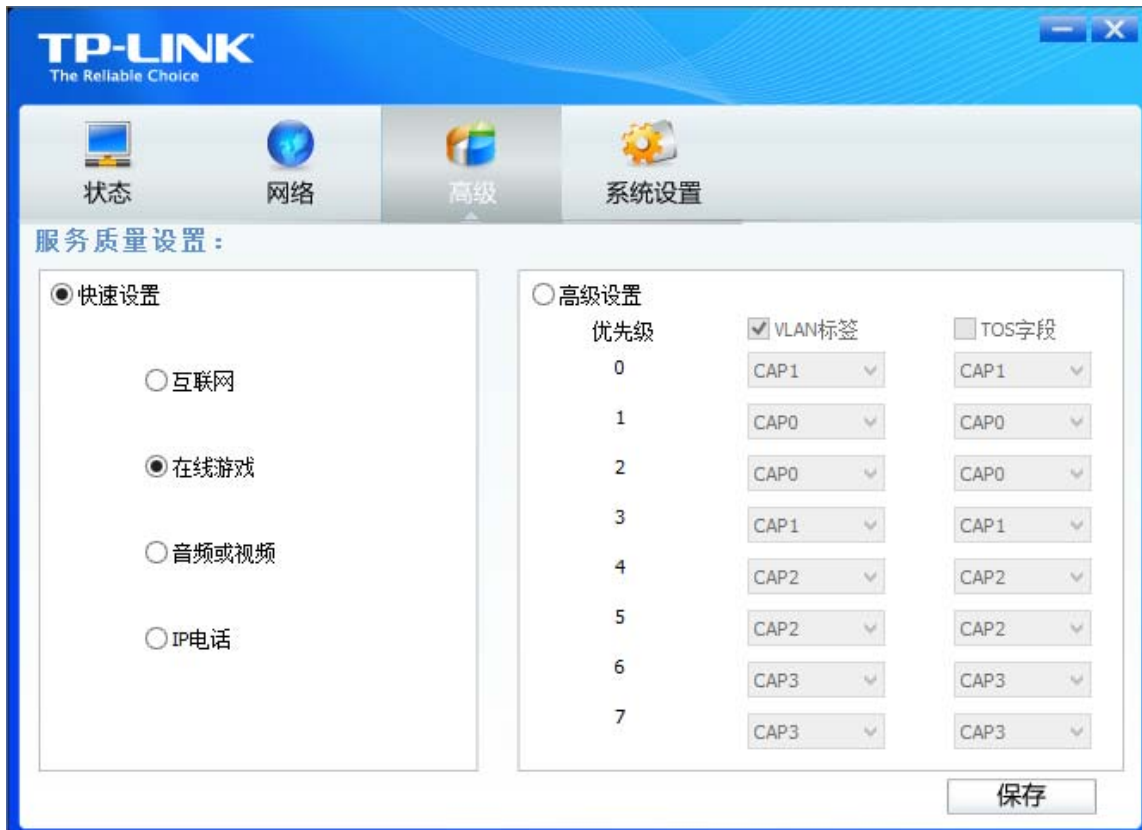 TP-LINK
The Reliable Choice
状态
网络
高级
系统设置
服务质量设置:
快速设置
互联网
在线游戏
音频或视频
IP电话
高级设置
优先级 VLAN标签 TOS字段
0 CAP1 CAP1
1 CAP0 CAP0
2 CAP0 CAP0
3 CAP1 CAP1
4 CAP2 CAP2
5 CAP2 CAP2
6 CAP3 CAP3
7 CAP3 CAP3
保存